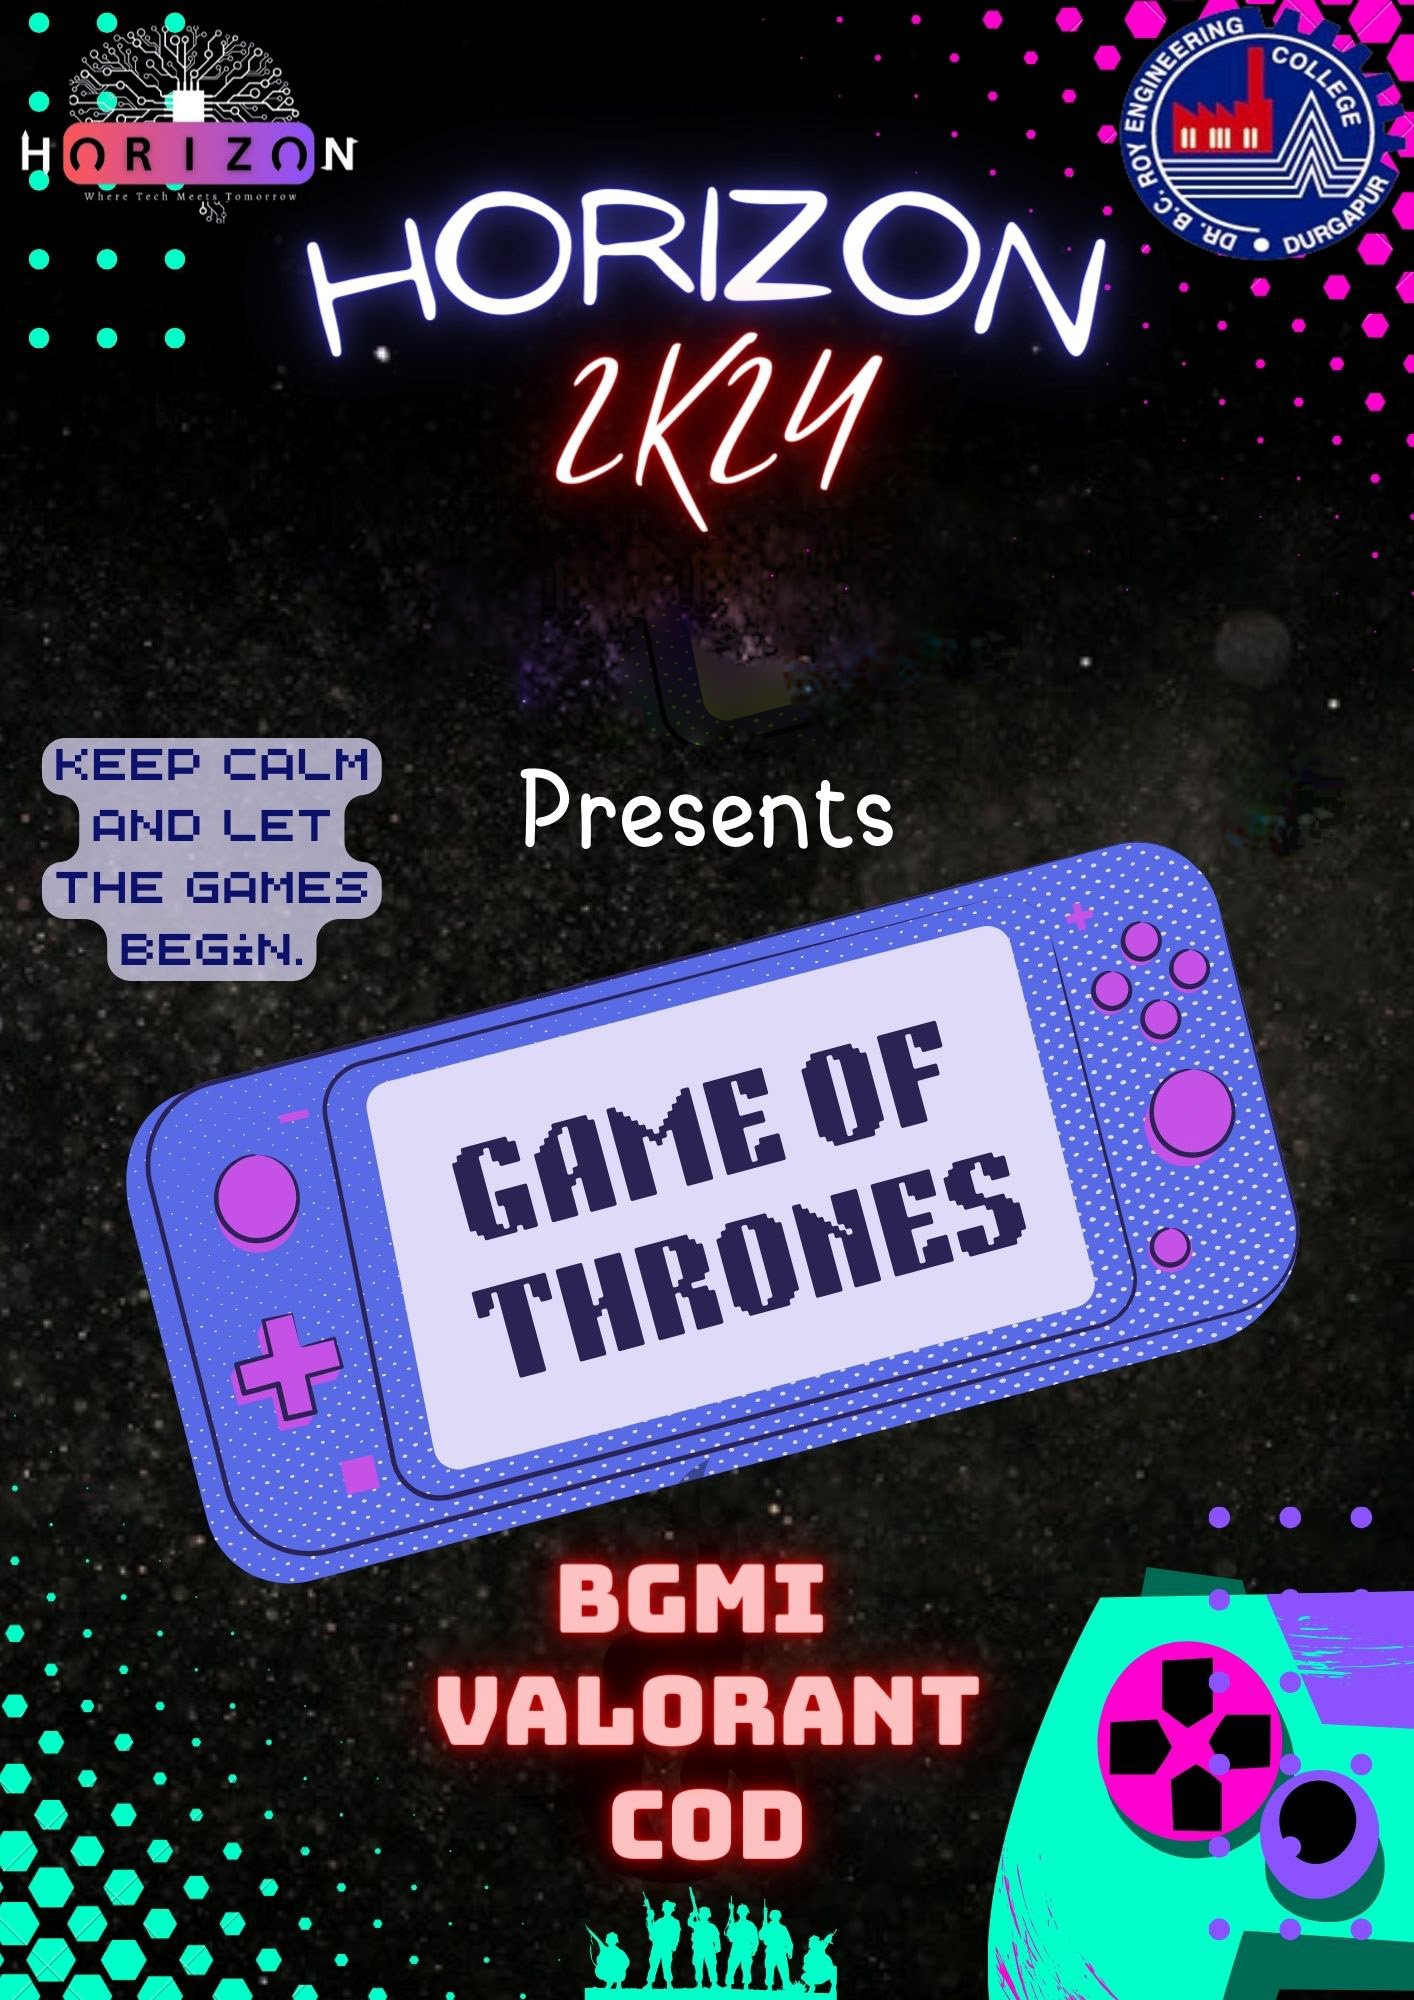 HORIZON
Where Tech Meets Tomorrow
DR. B.C. ROY ENGINEERING COLLEGE
DURGAPUR
HORIZON
2K24
KEEP CALM
AND LET
THE GAMES
BEGiN.
Presents
GAME OF
THRONES
BGMI
VALORANT
COD